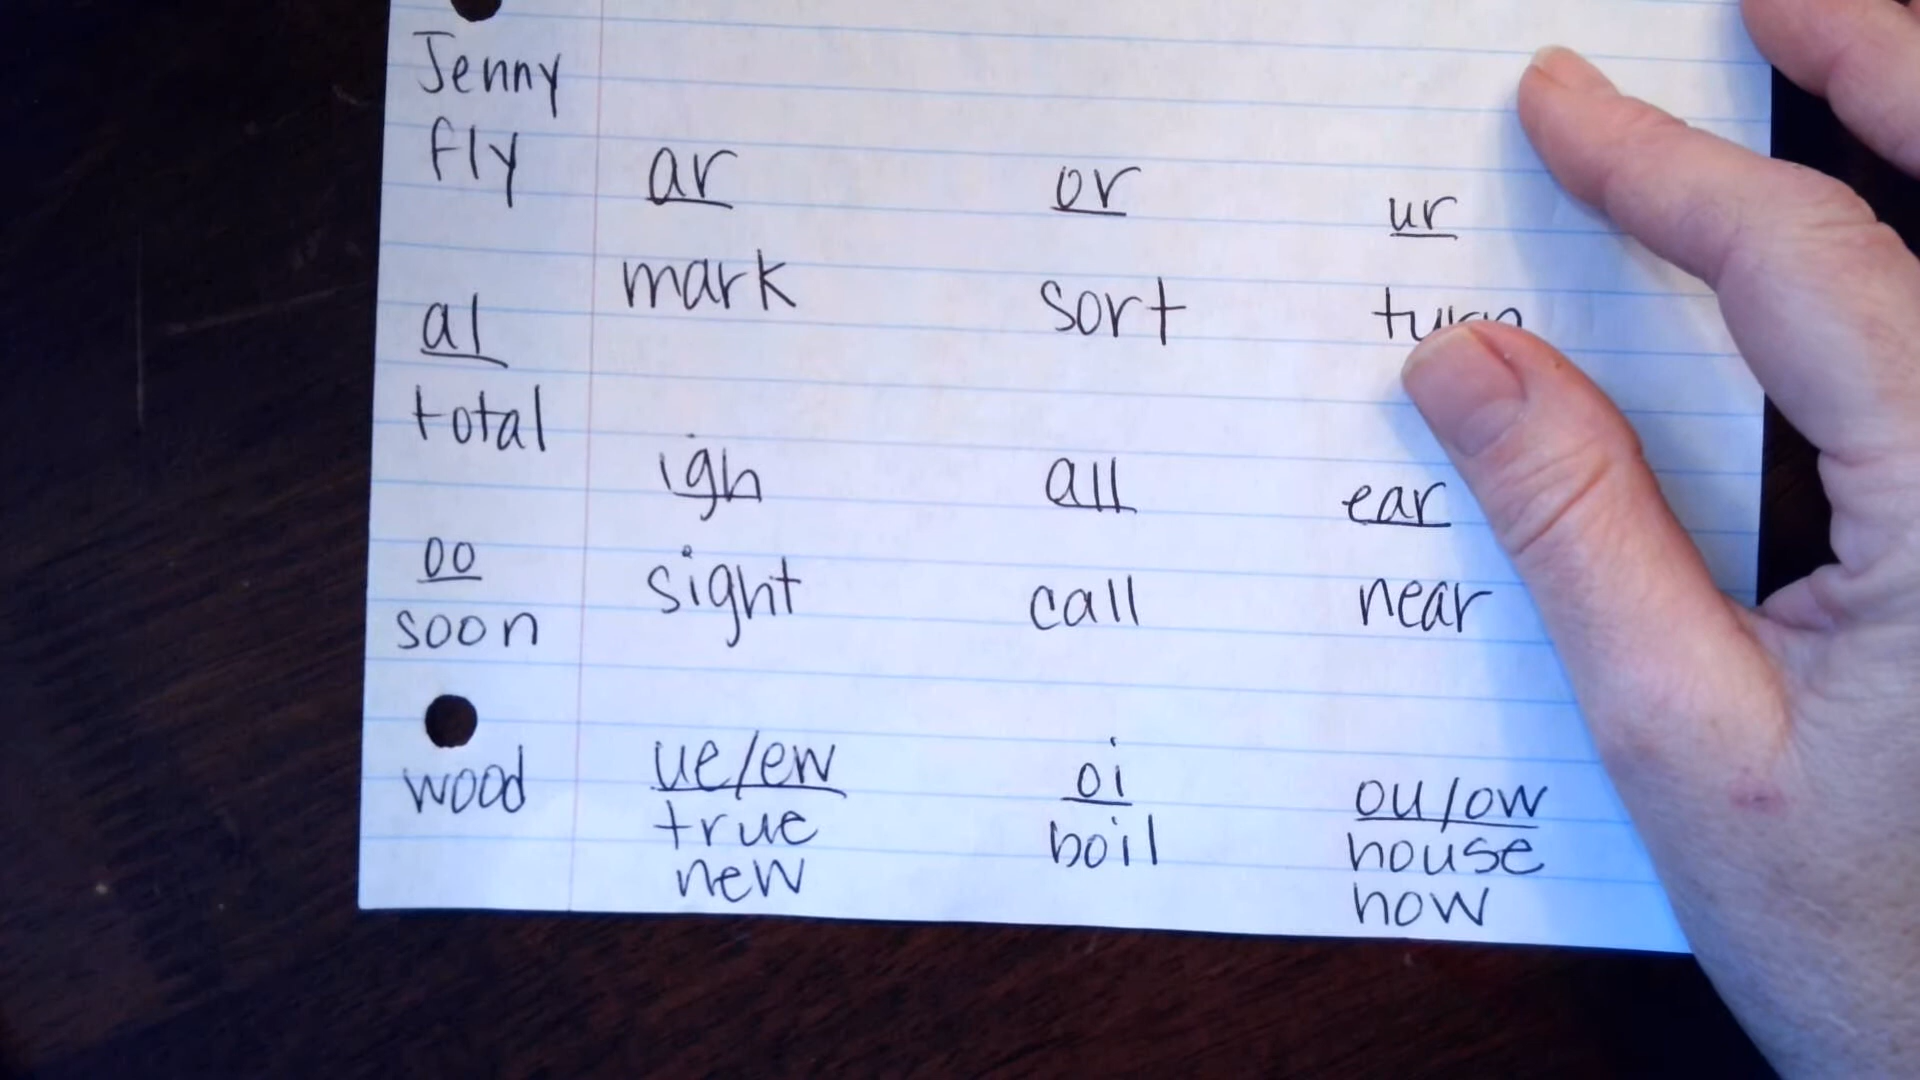 Jenny
fly
ar or ur
mark sort turn
al
total
igh all ear
sight call near
oo
soon
wood
ue/ew oi ou/ow
true boil house
new how